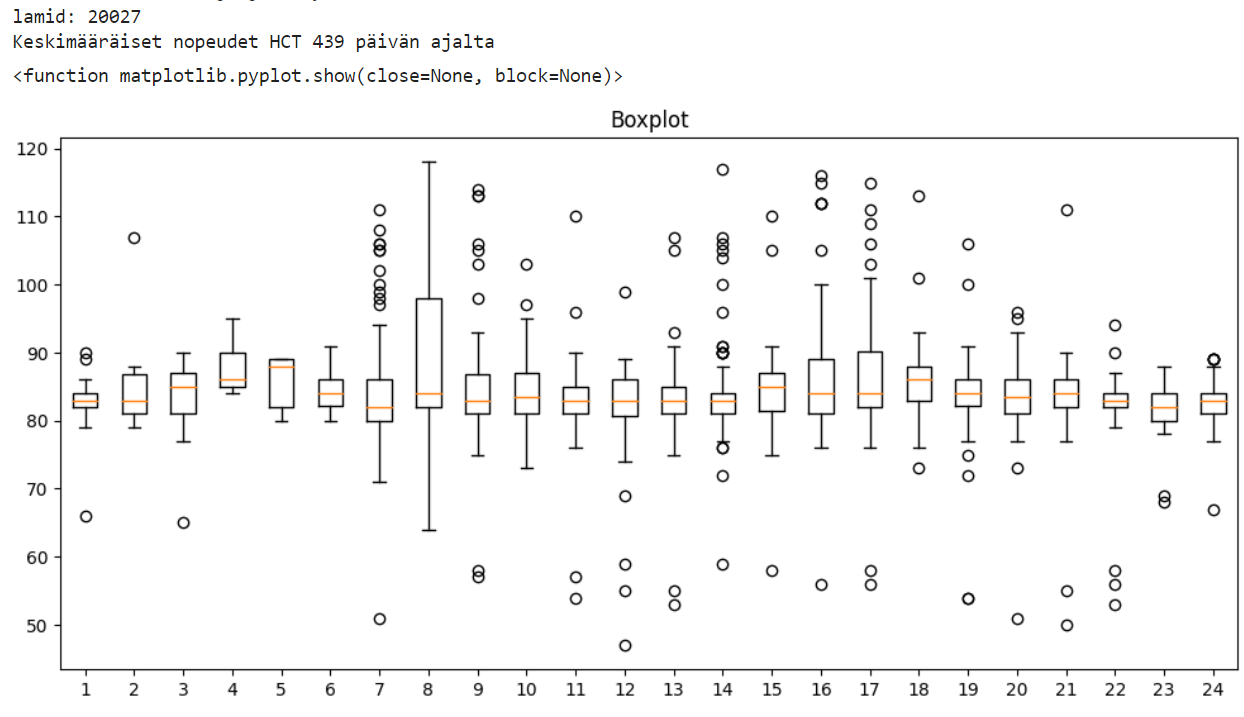 lamid: 20027
Keskimääräiset nopeudet HCT 439 päivän ajalta
<function matplotlib.pyplot.show(close=None, block=None)>
Boxplot
120
110
100
90
80
70
60
50
1 2 3 4 5 6 7 8 9 10 11 12 13 14 15 16 17 18 19 20 21 22 23 24